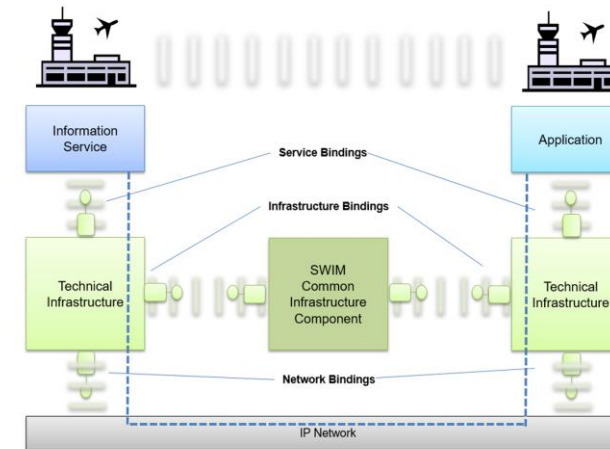 Information
Service
Application
Service Bindings
Infrastructure Bindings
Technical
Infrastructure
SWIM
Common
Infrastructure
Component
Technical
Infrastructure
Network Bindings
IP Network